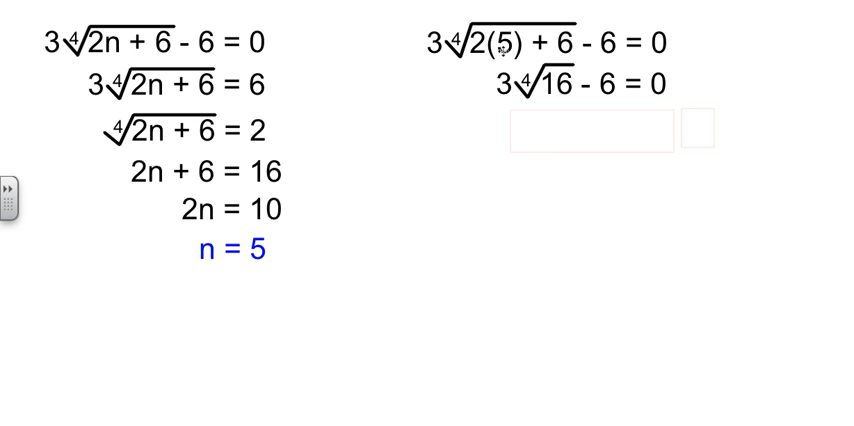 3∜2n + 6 - 6 = 0
3∜2n + 6 = 6
∜2n + 6 = 2
2n + 6 = 16
2n = 10
n = 5
3∜2(5) + 6 - 6 = 0
3∜16 - 6 = 0